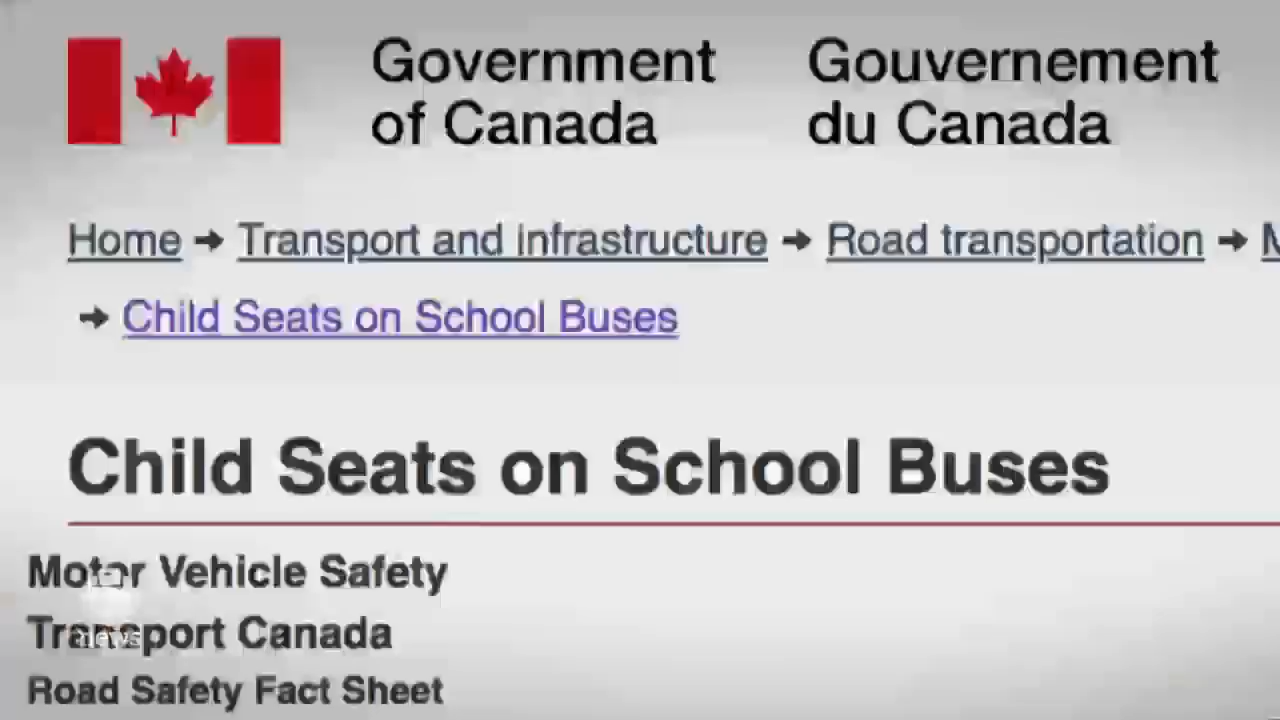 Government Gouvernement
of Canada du Canada
Home ➔ Transport and Infrastructure ➔ Road transportation ➔ M
➔ Child Seats on School Buses
Child Seats on School Buses
Motor Vehicle Safety
Transport Canada
news
Road Safety Fact Sheet